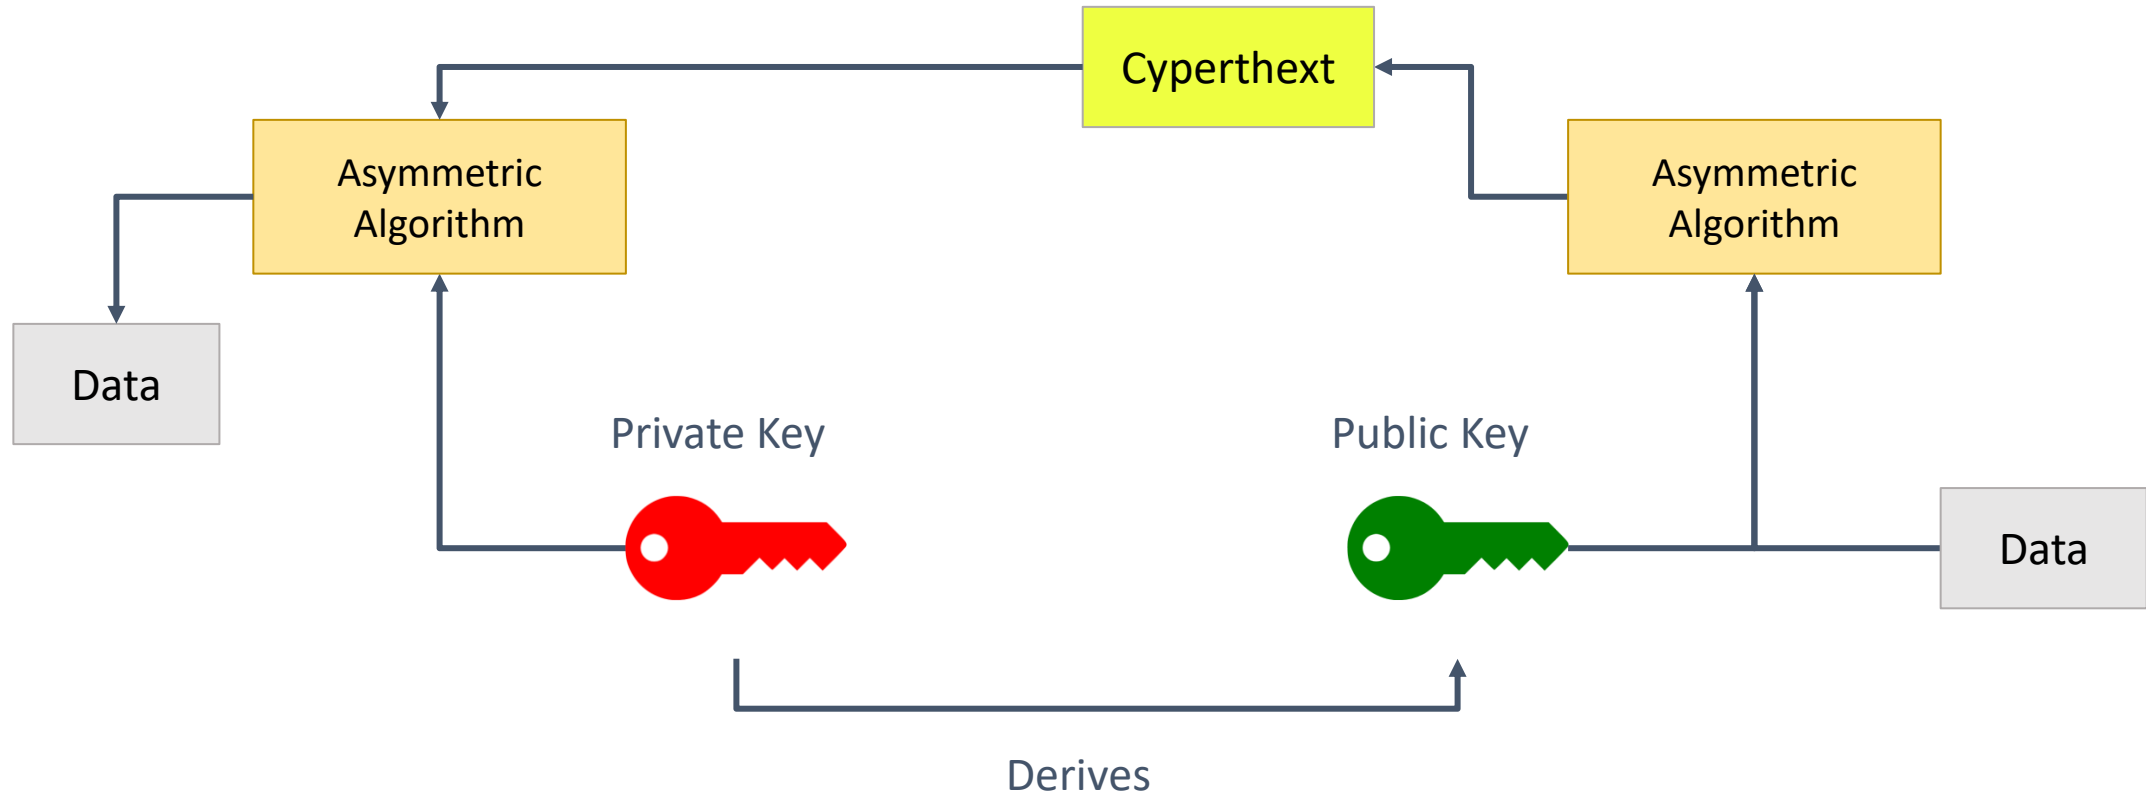 Cyperthext
Asymmetric
Algorithm
Asymmetric
Algorithm
Data
Private Key
Public Key
Data
Derives